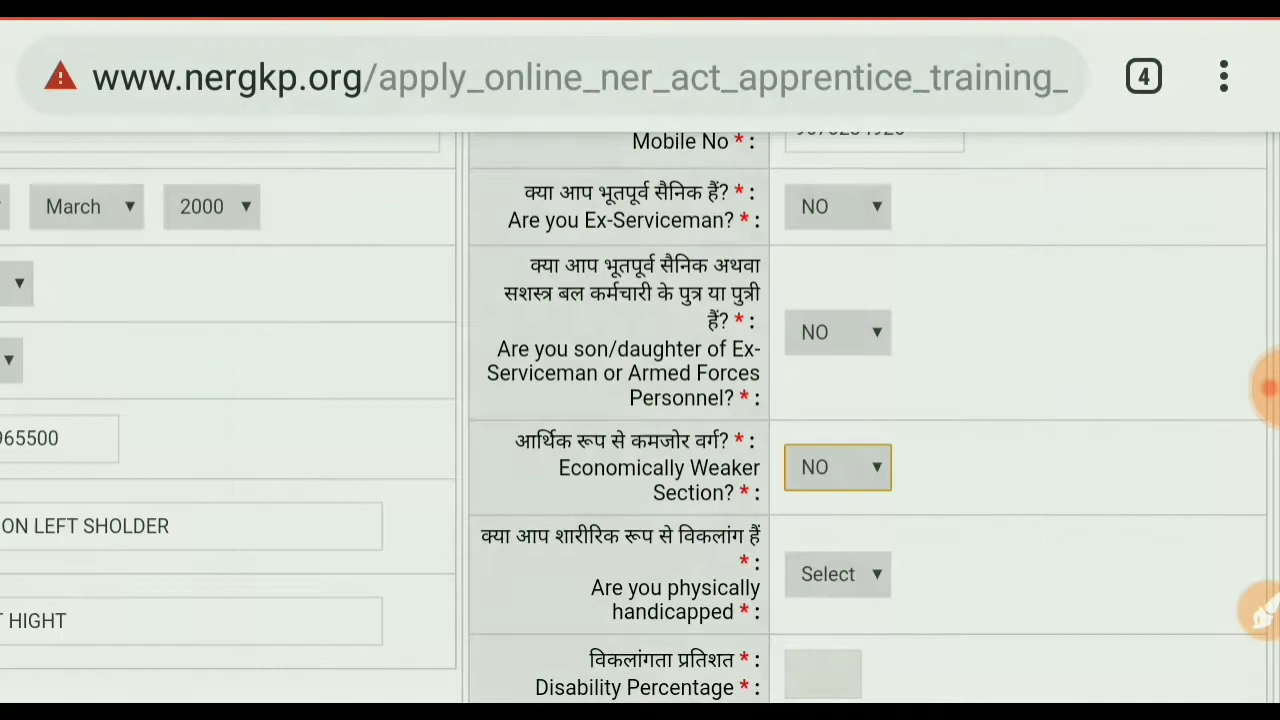 www.nergkp.org/apply_online_ner_act_apprentice_training_
4
Mobile No * :
March
2000
965500
ON LEFT SHOLDER
HIGHT
क्या आप भूतपूर्व सैनिक हैं? * :
Are you Ex-Serviceman? * :
NO
क्या आप भूतपूर्व सैनिक अथवा
सशस्त्र बल कर्मचारी के पुत्र या पुत्री
हैं? * :
Are you son/daughter of Ex-
Serviceman or Armed Forces
Personnel? * :
NO
आर्थिक रूप से कमजोर वर्ग? * :
Economically Weaker
Section? * :
NO
क्या आप शारीरिक रूप से विकलांग हैं
* :
Are you physically
handicapped * :
Select
विकलांगता प्रतिशत * :
Disability Percentage * :